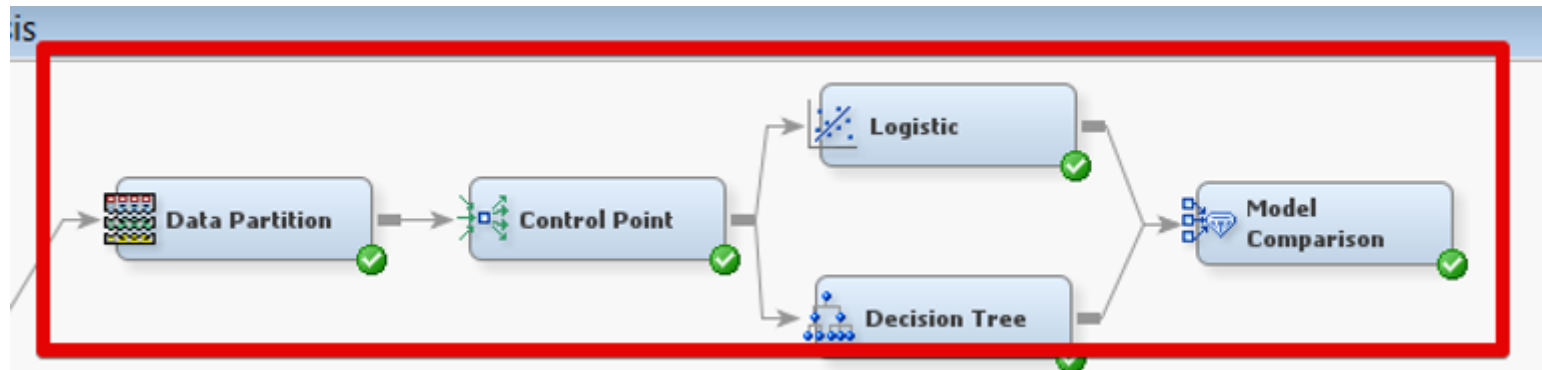 is
Logistic
Data Partition
Control Point
Model
Comparison
Decision Tree